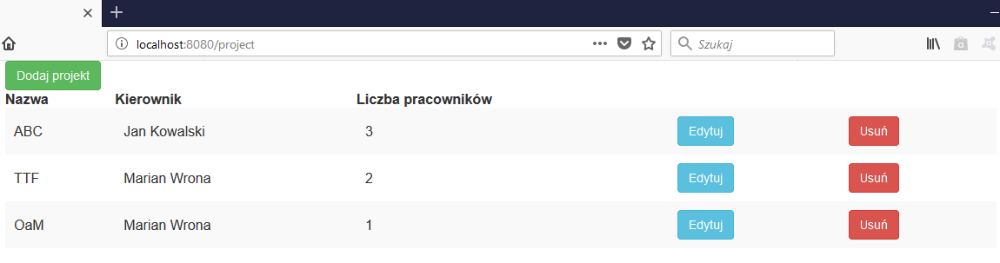 localhost:8080/project
Szukaj
Dodaj projekt
Nazwa Kierownik Liczba pracowników
ABC Jan Kowalski 3 Edytuj Usuń
TTF Marian Wrona 2 Edytuj Usuń
OaM Marian Wrona 1 Edytuj Usuń